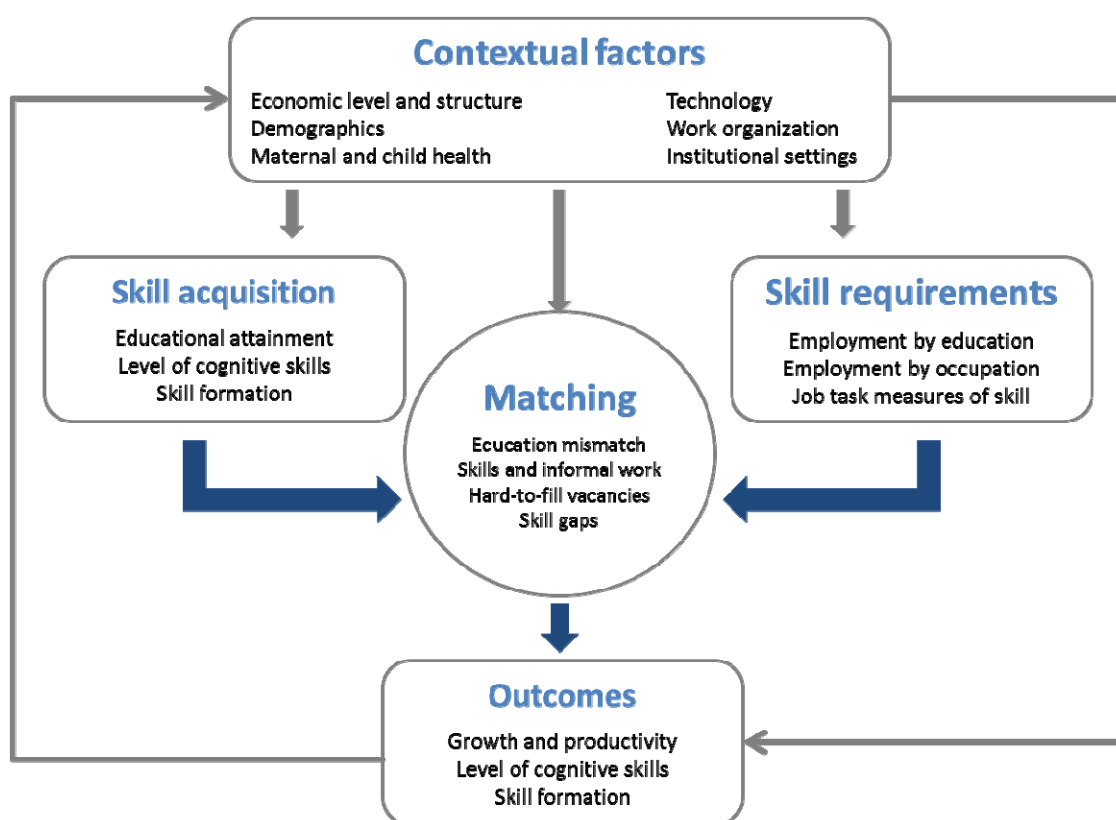 Contextual factors
Economic level and structure
Demographics
Maternal and child health
Technology
Work organization
Institutional settings
Skill acquisition
Educational attainment
Level of cognitive skills
Skill formation
Skill requirements
Employment by education
Employment by occupation
Job task measures of skill
Matching
Ecucation mismatch
Skills and informal work
Hard-to-fill vacancies
Skill gaps
Outcomes
Growth and productivity
Level of cognitive skills
Skill formation